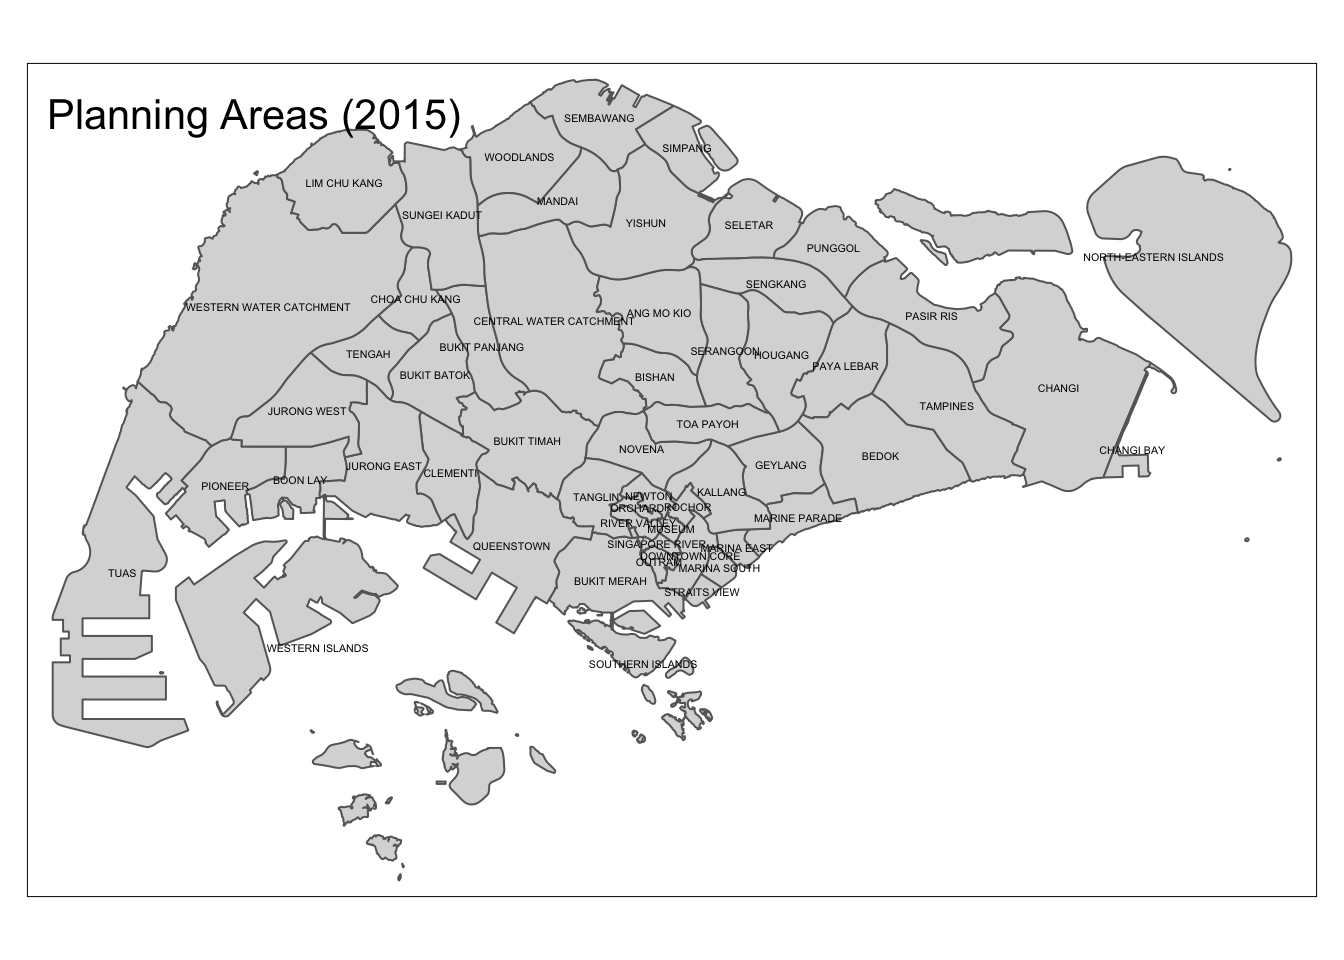 Planning Areas (2015)
SEMBAWANG
SIMPANG
WOODLANDS
LIM CHU KANG
MANDAI
SUNGEI KADUT
YISHUN
SELETAR
PUNGGOL
NORTH-EASTERN ISLANDS
SENGKANG
CHOA CHU KANG
WESTERN WATER CATCHMENT
ANG MO KIO
PASIR RIS
CENTRAL WATER CATCHMENT
BUKIT PANJANG
SERANGOON
HOUGANG
TENGAH
PAYA LEBAR
BUKIT BATOK
BISHAN
CHANGI
TAMPINES
JURONG WEST
TOA PAYOH
BUKIT TIMAH
NOVENA
CHANGI BAY
BEDOK
JURONG EAST
GEYLANG
CLEMENTI
BOON LAY
PIONEER
KALLANG
TANGLIN
NEWTON
ORCHARD
ROCHOR
MARINE PARADE
RIVER VALLEY
MUSEUM
SINGAPORE RIVER
QUEENSTOWN
MARINA EAST
DOWNTOWN CORE
OUTRAM
MARINA SOUTH
TUAS
BUKIT MERAH
STRAITS VIEW
WESTERN ISLANDS
SOUTHERN ISLANDS